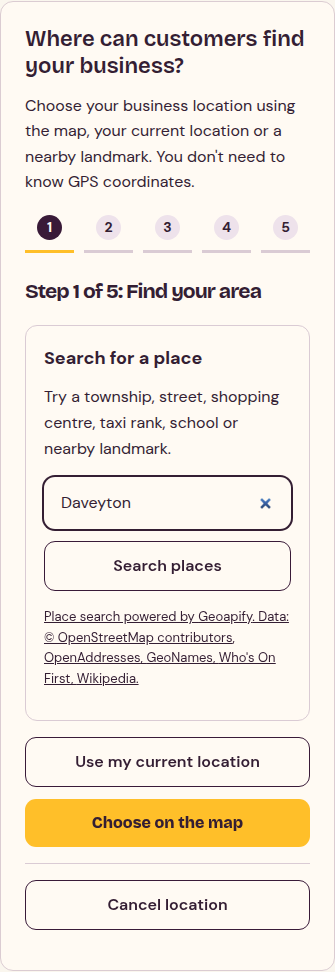 Where can customers find
your business?
Choose your business location using
the map, your current location or a
nearby landmark. You don't need to
know GPS coordinates.
1 2 3 4 5
Step 1 of 5: Find your area
Search for a place
Try a township, street, shopping
centre, taxi rank, school or
nearby landmark.
Daveyton
Search places
Place search powered by Geoapify. Data:
© OpenStreetMap contributors,
OpenAddresses, GeoNames, Who's On
First, Wikipedia.
Use my current location
Choose on the map
Cancel location